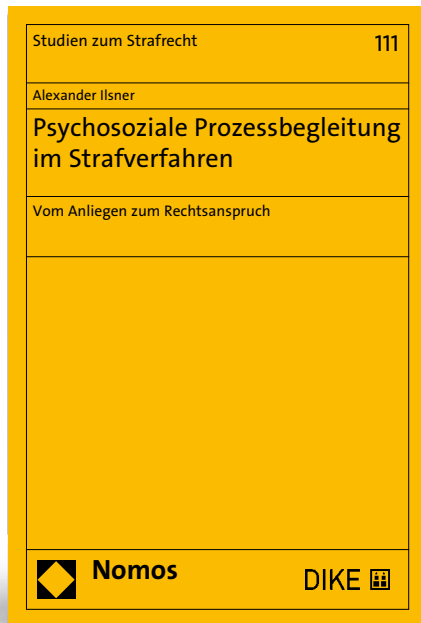 Studien zum Strafrecht 111
Alexander Ilsner
Psychosoziale Prozessbegleitung
im Strafverfahren
Vom Anliegen zum Rechtsanspruch
Nomos
DIKE